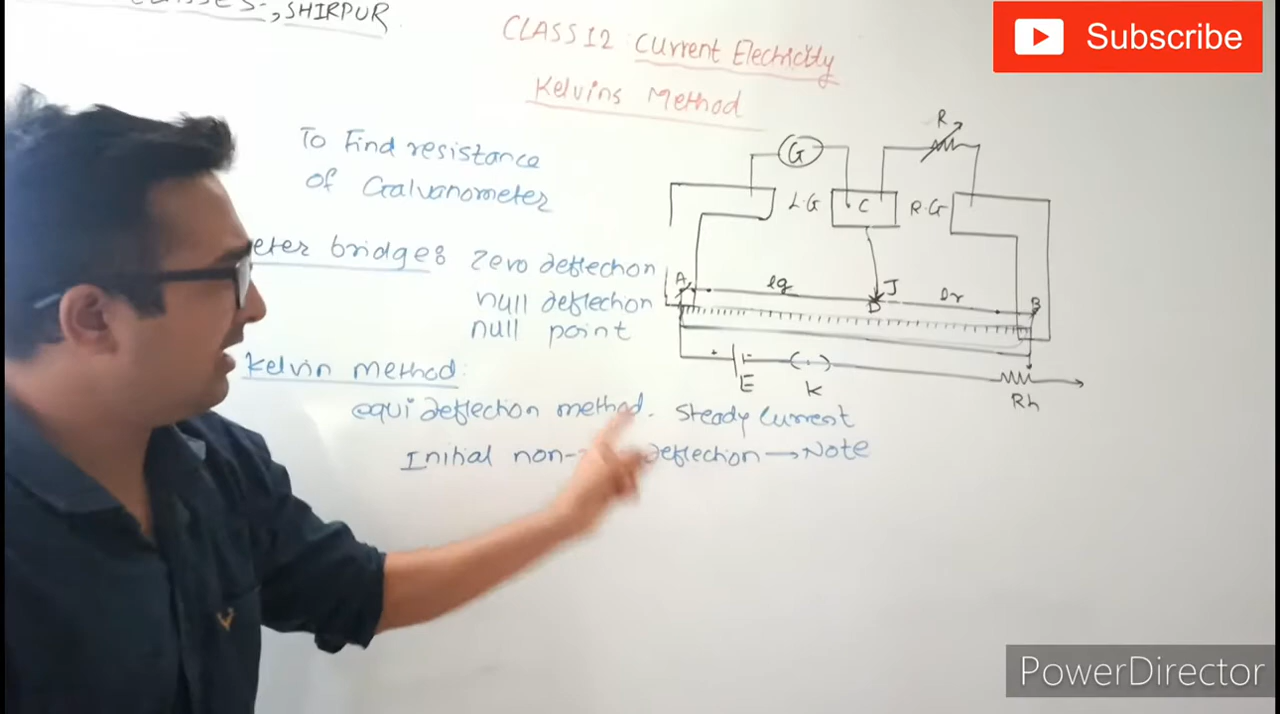 SHIRPUR
Subscribe
CLASS 12 : Current Electricity
Kelvins Method
To Find resistance
of Galvanometer
eter bridge: zero deflection
null deflection
null point
Kelvin method:
equi deflection method. Steady current
Initial non- deflection → Note
R
G
L.G C R.G
A lg J lr B
D
+ E K Rh
PowerDirector